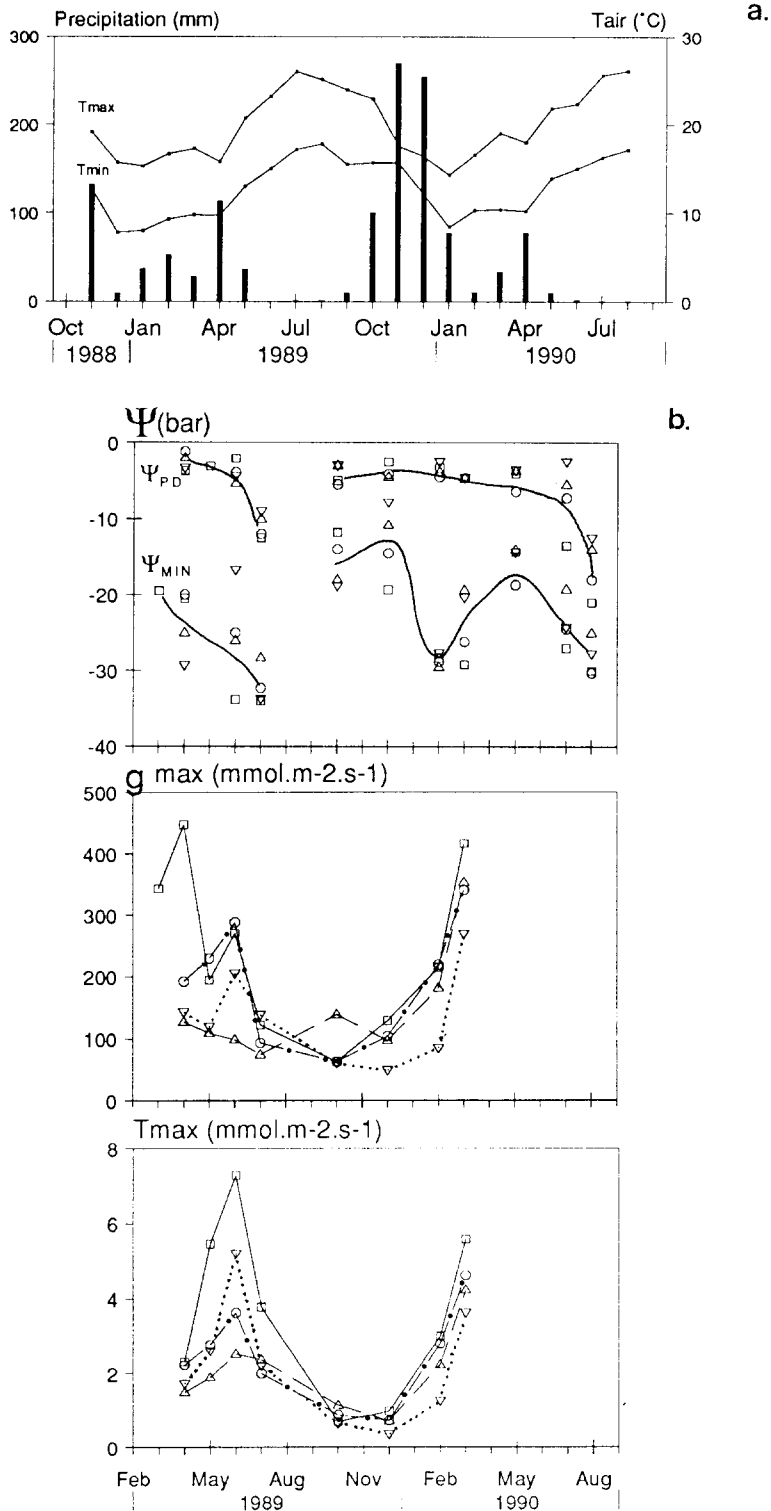 Precipitation (mm) Tair (°C) a.
300 30
Tmax
200 20
Tmin
100 10
0 0
Oct Jan Apr Jul Oct Jan Apr Jul
1988 1989 1990
Ψ(bar) b.
0
ΨPD
-10
ΨMIN
-20
-30
-40
g max (mmol.m-2.s-1)
500
400
300
200
100
0
Tmax (mmol.m-2.s-1)
8
6
4
2
0
Feb May Aug Nov Feb May Aug
1989 1990